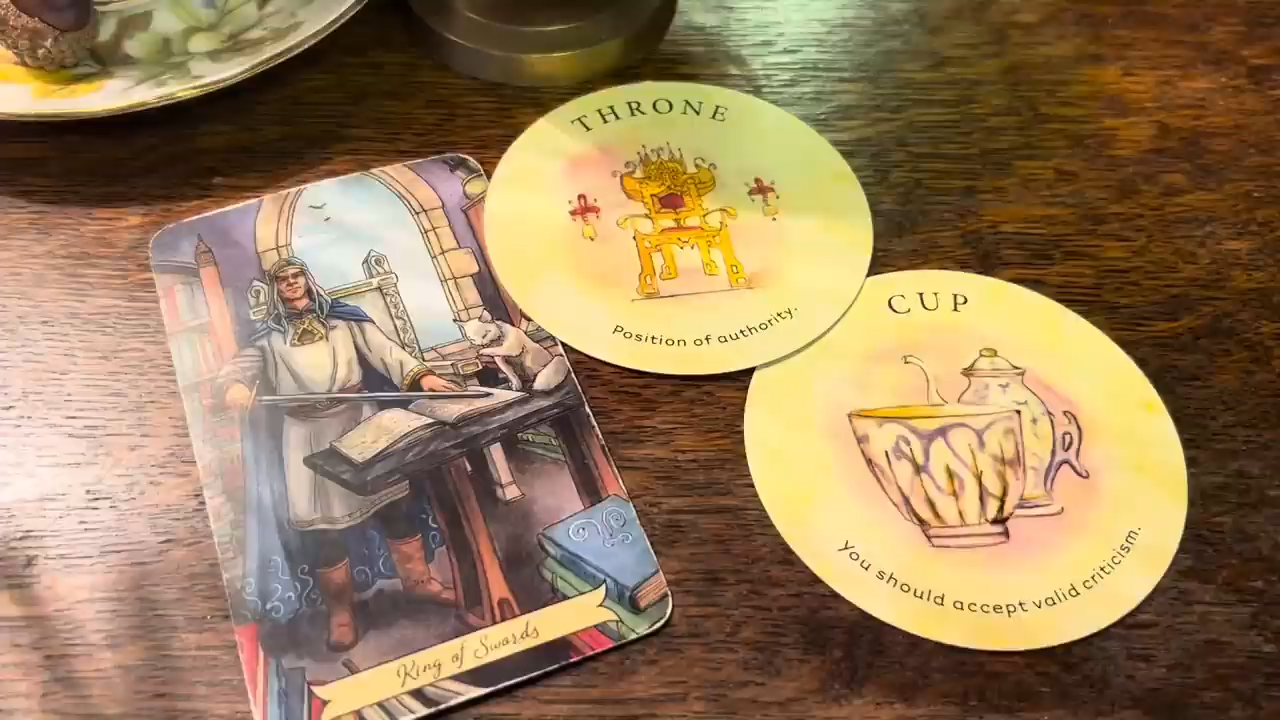 THRONE
Position of authority.
CUP
You should accept valid criticism.
King of Swords